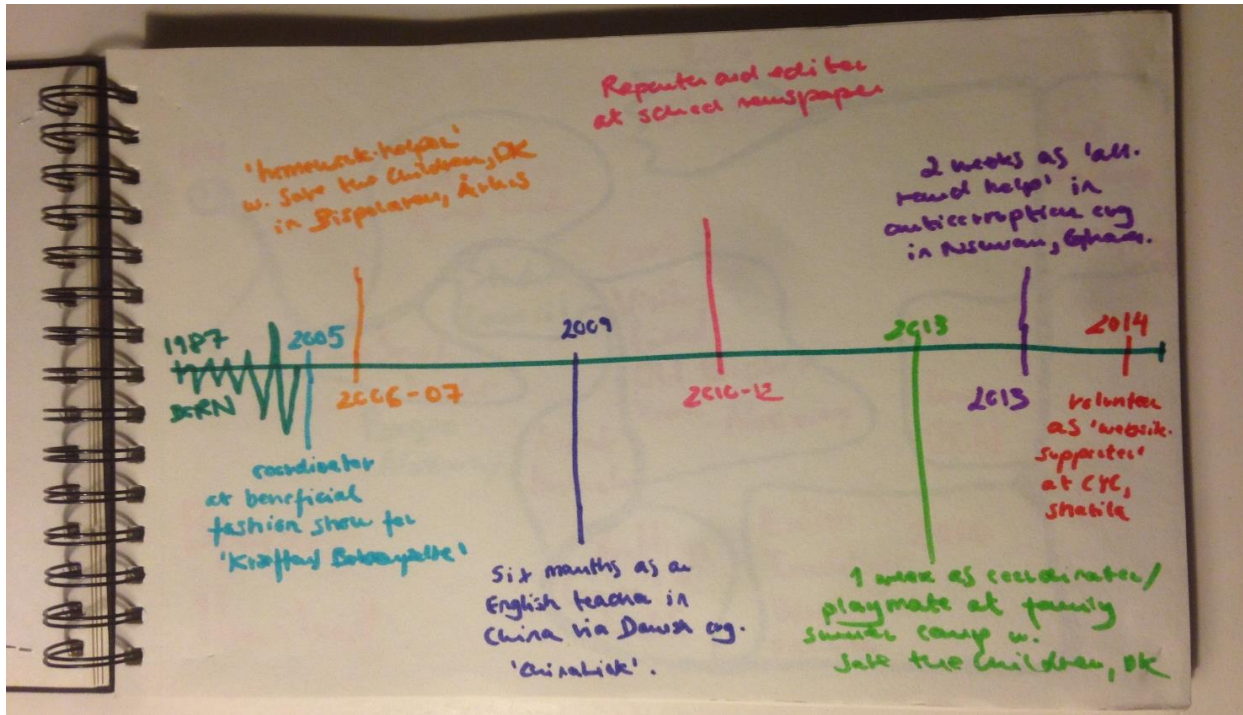 Reporter and editor
at school newspaper
'homework-helper'
w. Save the Children, DK
in Bispeparken, Århus
2 weeks as 'all-
round help' in
anticorruption org
in Nsawam, Ghana.
1987
BORN
2005
2006-07
2009
2010-12
2013
2013
2014
coordinator
at beneficial
fashion show for
'Kræftens Bekæmpelse'
Six months as an
English teacher in
China via Danish org.
'Chinalink'.
1 week as coordinator/
playmate at family
summer camp w.
Save the Children, DK
volunteer
as 'website-
supporter'
at CYC,
Shatila